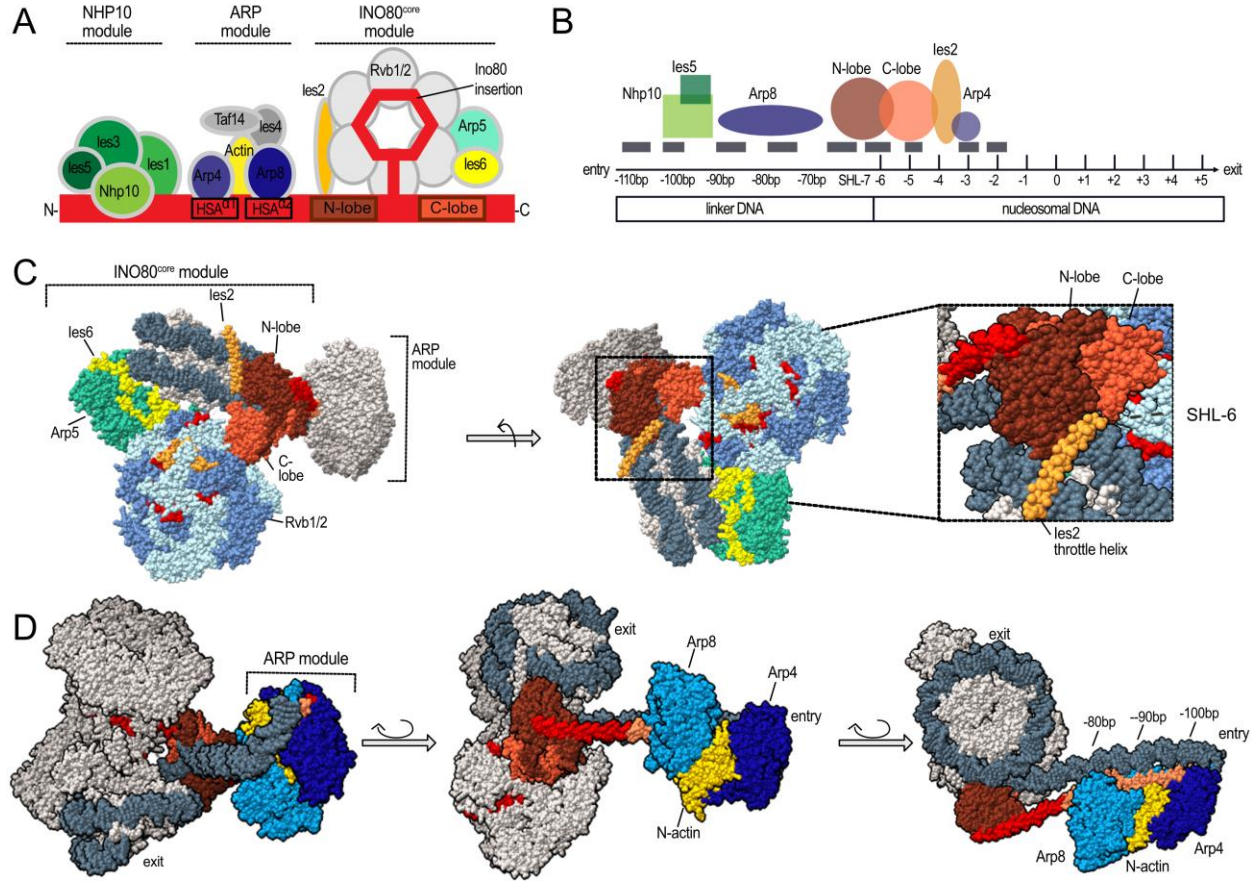 A
NHP10
module
ARP
module
INO80core
module
Ies2
Rvb1/2
Ino80
insertion
Taf14
Ies4
Ies3
Ies5
Ies1
Nhp10
Actin
Arp4
Arp8
Arp5
Ies6
N-
HSAα1
HSAα2
N-lobe
C-lobe
-C
B
Nhp10
Ies5
Arp8
N-lobe
C-lobe
Ies2
Arp4
entry
exit
-110bp -100bp -90bp -80bp -70bp SHL-7 -6 -5 -4 -3 -2 -1 0 +1 +2 +3 +4 +5
linker DNA
nucleosomal DNA
C
INO80core module
Ies2
N-lobe
Ies6
ARP
module
Arp5
C-
lobe
Rvb1/2
N-lobe
C-lobe
SHL-6
Ies2
throttle helix
D
ARP module
exit
exit
Arp8
Arp4
entry
N-actin
exit
-80bp
--90bp
-100bp
entry
Arp8
N-actin
Arp4